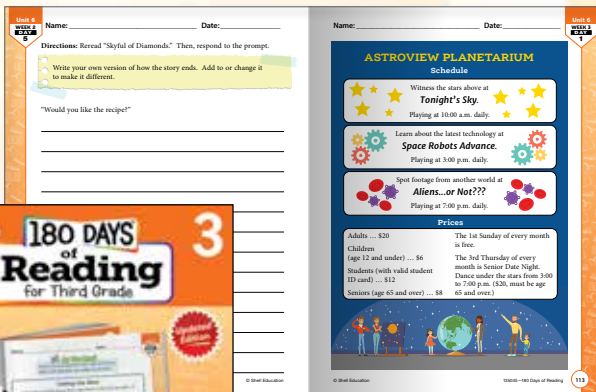 Unit 6
WEEK 2
DAY
5
Name: Date:
Directions: Reread "Skyful of Diamonds." Then, respond to the prompt.
Write your own version of how the story ends. Add to or change it
to make it different.
"Would you like the recipe?"
180 DAYS
of
Reading
for Third Grade
3
Updated
Edition
© Shell Education
Name: Date:
Unit 6
WEEK 3
DAY
1
ASTROVIEW PLANETARIUM
Schedule
Witness the stars above at
Tonight's Sky.
Playing at 10:00 a.m. daily.
Learn about the latest technology at
Space Robots Advance.
Playing at 3:00 p.m. daily.
Spot footage from another world at
Aliens...or Not???
Playing at 7:00 p.m. daily.
Prices
Adults ... $20
Children
(age 12 and under) ... $6
Students (with valid student
ID card) ... $12
Seniors (age 65 and over) ... $8
The 1st Sunday of every month
is free.
The 3rd Thursday of every
month is Senior Date Night.
Dance under the stars from 3:00
to 7:00 p.m. ($20, must be age
65 and over.)
© Shell Education
135045—180 Days of Reading
113